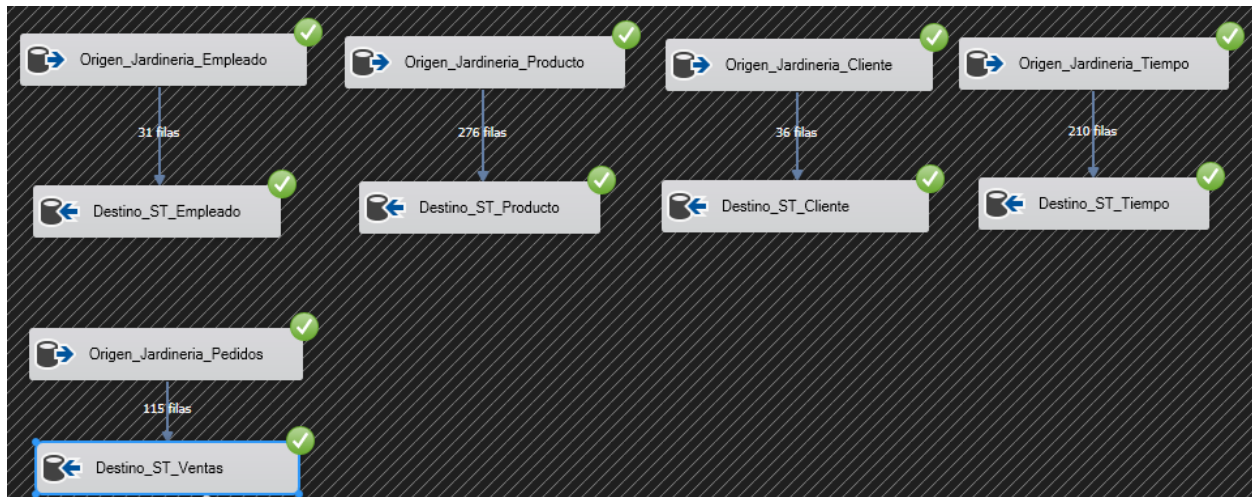 Origen_Jardineria_Empleado
Origen_Jardineria_Producto
Origen_Jardineria_Cliente
Origen_Jardineria_Tiempo
31 filas
276 filas
36 filas
210 filas
Destino_ST_Empleado
Destino_ST_Producto
Destino_ST_Cliente
Destino_ST_Tiempo
Origen_Jardineria_Pedidos
115 filas
Destino_ST_Ventas